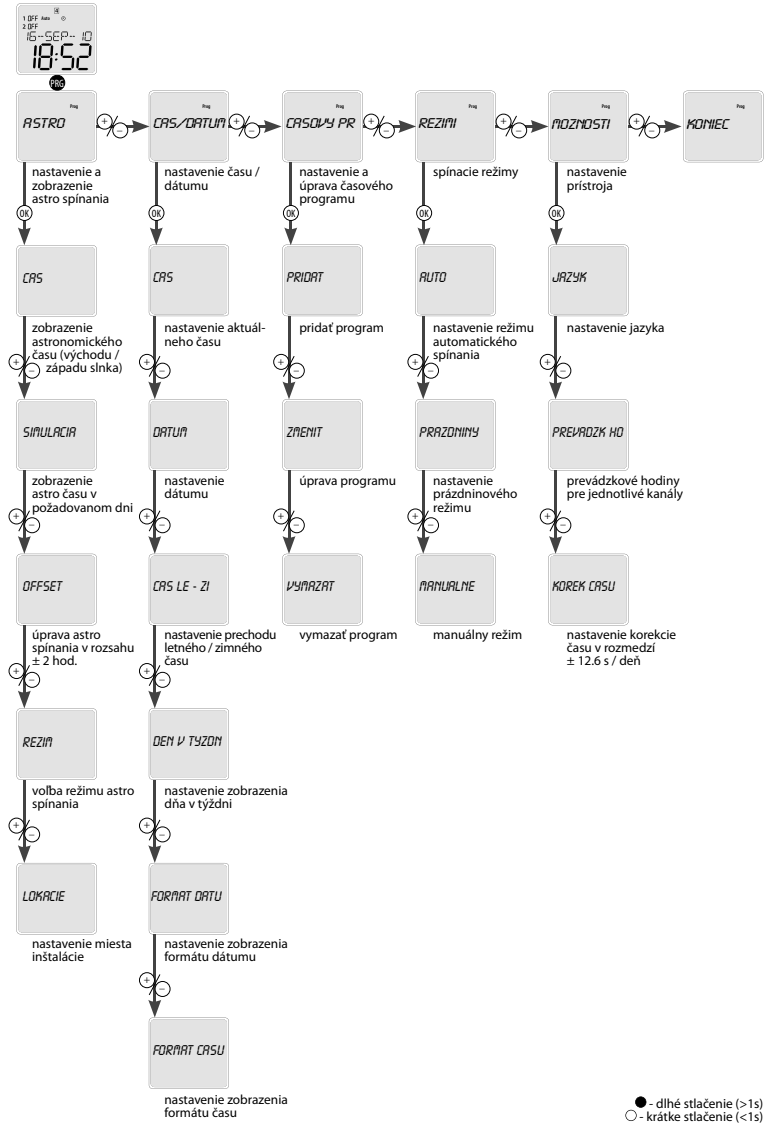 1 OFF Auto
2 OFF
16-SEP-10
18:52
PRG
Prog
ASTRO
+
−
Prog
CAS/DATUM
+
−
Prog
CASOVY PR
+
−
Prog
REZIMI
+
−
Prog
MOZNOSTI
+
−
Prog
KONIEC
nastavenie a
zobrazenie
astro spínania
OK
nastavenie času /
dátumu
OK
nastavenie a
úprava časového
programu
OK
spínacie režimy
OK
nastavenie
prístroja
OK
CAS
CAS
PRIDAT
AUTO
JAZYK
zobrazenie
astronomického
času (východu /
západu slnka)
+
−
nastavenie aktuál-
neho času
+
−
pridať program
+
−
nastavenie režimu
automatického
spínania
+
−
nastavenie jazyka
+
−
SIMULACIA
DATUM
ZMENIT
PRAZDNINY
PREVADZK HO
zobrazenie
astro času v
požadovanom dni
+
−
nastavenie
dátumu
+
−
úprava programu
+
−
nastavenie
prázdninového
režimu
+
−
prevádzkové hodiny
pre jednotlivé kanály
+
−
OFFSET
CAS LE - ZI
VYMAZAT
MANUALNE
KOREK CASU
úprava astro
spínania v rozsahu
± 2 hod.
+
−
nastavenie prechodu
letného / zimného
času
+
−
vymazať program
manuálny režim
nastavenie korekcie
času v rozmedzí
± 12.6 s / deň
REZIM
DEN V TYZDN
voľba režimu astro
spínania
+
−
nastavenie zobrazenia
dňa v týždni
+
−
LOKACIE
FORMAT DATU
nastavenie miesta
inštalácie
nastavenie zobrazenia
formátu dátumu
+
−
FORMAT CASU
nastavenie zobrazenia
formátu času
- dlhé stlačenie (>1s)
- krátke stlačenie (<1s)